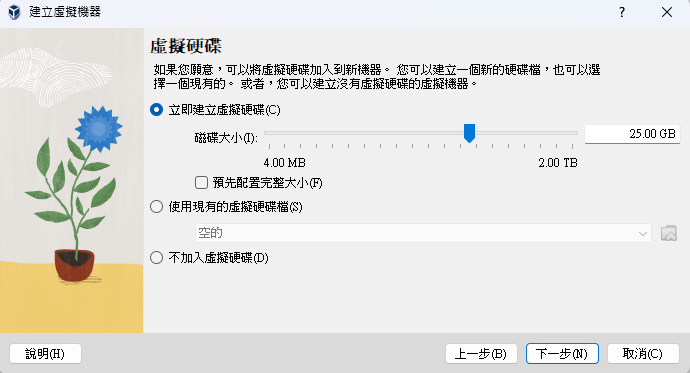 建立虛擬機器
虛擬硬碟
如果您願意，可以將虛擬硬碟加入到新機器。您可以建立一個新的硬碟檔，也可以選
擇一個現有的。或者，您可以建立沒有虛擬硬碟的虛擬機器。
立即建立虛擬硬碟(C)
磁碟大小(I):
25.00 GB
4.00 MB
2.00 TB
預先配置完整大小(F)
使用現有的虛擬硬碟檔(S)
空的
不加入虛擬硬碟(D)
說明(H)
上一步(B)
下一步(N)
取消(C)